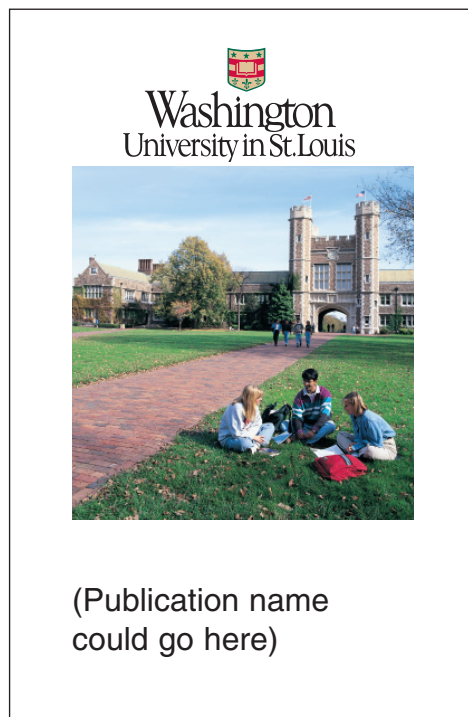 Washington
University in St. Louis
(Publication name
could go here)